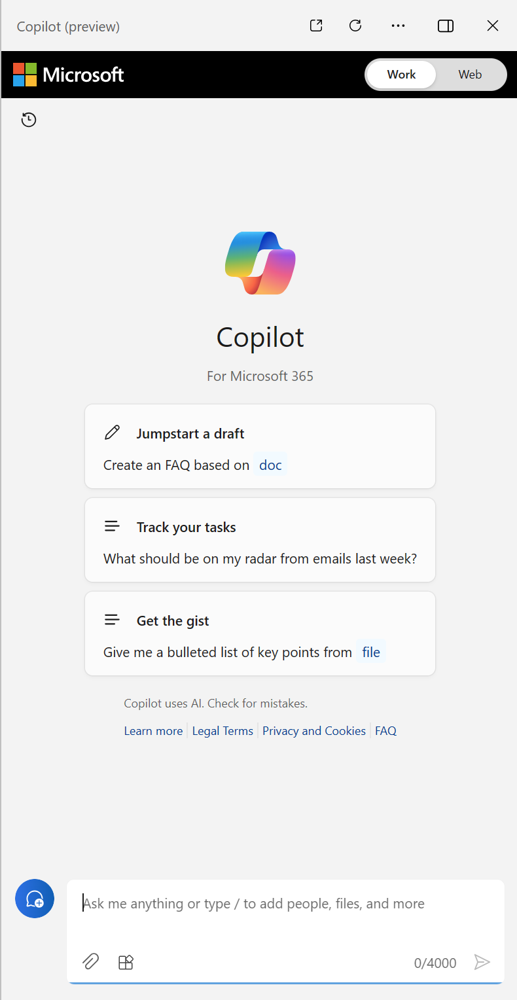 Copilot (preview)
Microsoft
Work Web
Copilot
For Microsoft 365
Jumpstart a draft
Create an FAQ based on doc
Track your tasks
What should be on my radar from emails last week?
Get the gist
Give me a bulleted list of key points from file
Copilot uses AI. Check for mistakes.
Learn more Legal Terms Privacy and Cookies FAQ
Ask me anything or type / to add people, files, and more
0/4000